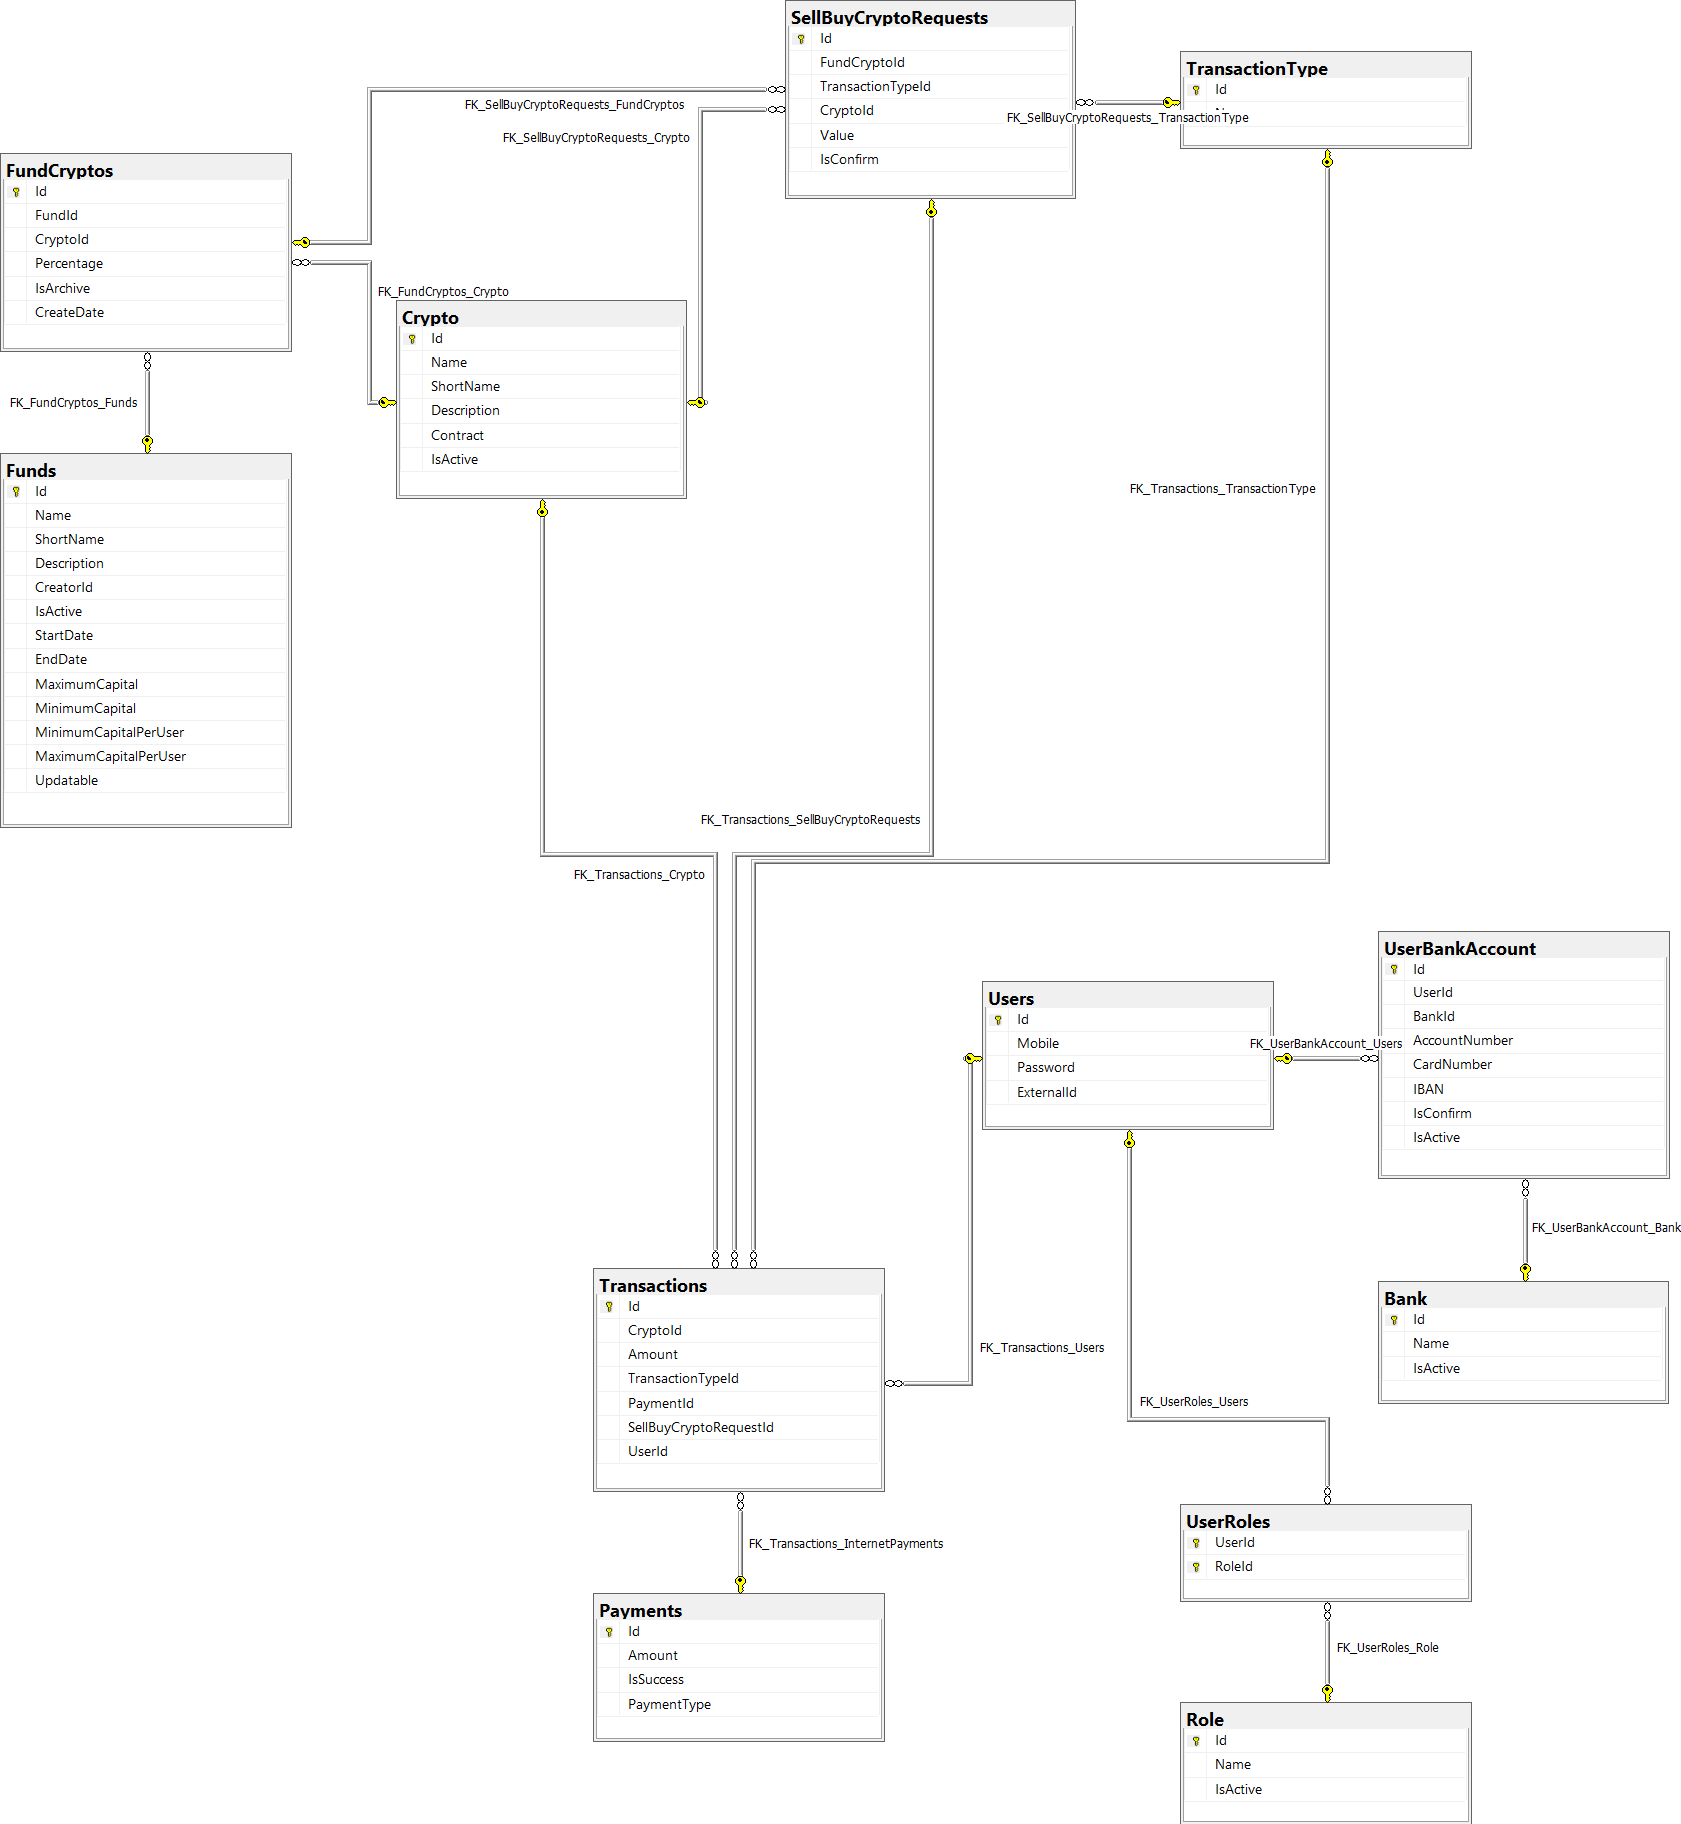 SellBuyCryptoRequests
Id
FundCryptoId
TransactionTypeId
CryptoId
Value
IsConfirm
TransactionType
Id
FK_SellBuyCryptoRequests_TransactionType
FK_SellBuyCryptoRequests_FundCryptos
FK_SellBuyCryptoRequests_Crypto
FundCryptos
Id
FundId
CryptoId
Percentage
IsArchive
CreateDate
FK_FundCryptos_Crypto
Crypto
Id
Name
ShortName
Description
Contract
IsActive
FK_FundCryptos_Funds
Funds
Id
Name
ShortName
Description
CreatorId
IsActive
StartDate
EndDate
MaximumCapital
MinimumCapital
MinimumCapitalPerUser
MaximumCapitalPerUser
Updatable
FK_Transactions_TransactionType
FK_Transactions_SellBuyCryptoRequests
FK_Transactions_Crypto
UserBankAccount
Id
UserId
BankId
AccountNumber
CardNumber
IBAN
IsConfirm
IsActive
Users
Id
Mobile
Password
ExternalId
FK_UserBankAccount_Users
FK_UserBankAccount_Bank
Bank
Id
Name
IsActive
Transactions
Id
CryptoId
Amount
TransactionTypeId
PaymentId
SellBuyCryptoRequestId
UserId
FK_Transactions_Users
FK_UserRoles_Users
UserRoles
UserId
RoleId
FK_Transactions_InternetPayments
Payments
Id
Amount
IsSuccess
PaymentType
FK_UserRoles_Role
Role
Id
Name
IsActive